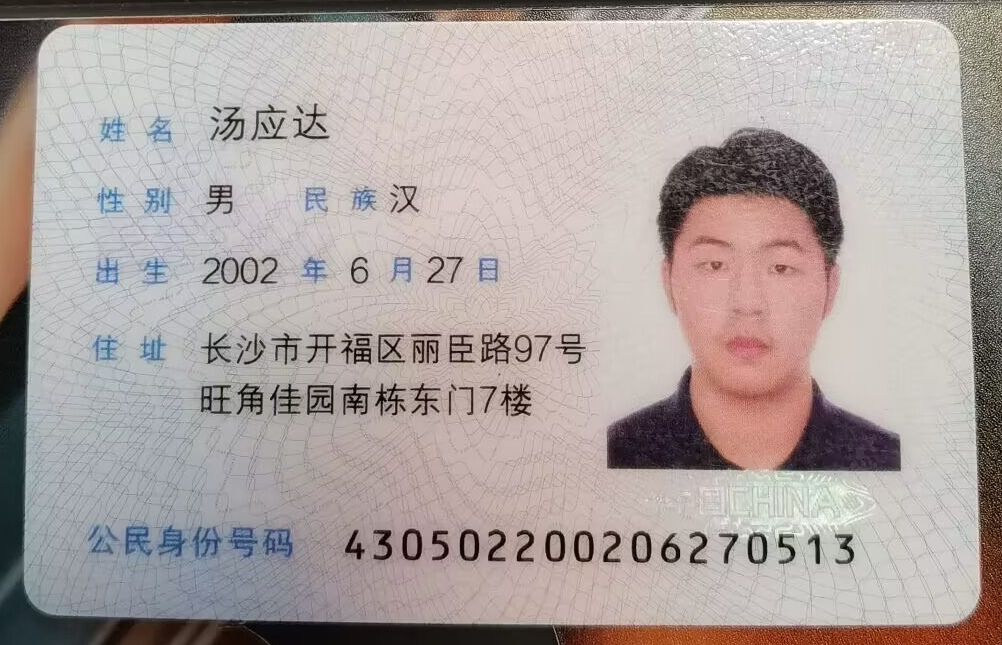 姓名 汤应达
性别 男 民族 汉
出生 2002 年 6 月 27 日
住址 长沙市开福区丽臣路97号
旺角佳园南栋东门7楼
CHINA
公民身份号码 430502200206270513